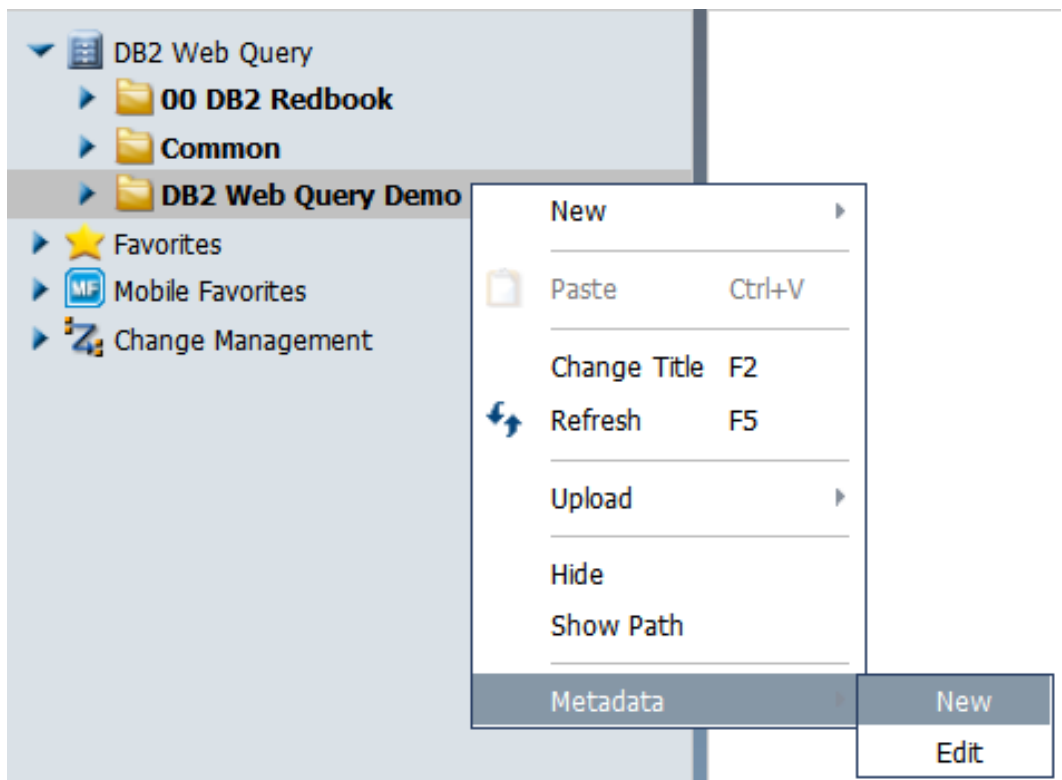 DB2 Web Query
00 DB2 Redbook
Common
DB2 Web Query Demo
Favorites
MF Mobile Favorites
Change Management
New
Paste Ctrl+V
Change Title F2
Refresh F5
Upload
Hide
Show Path
Metadata
New
Edit